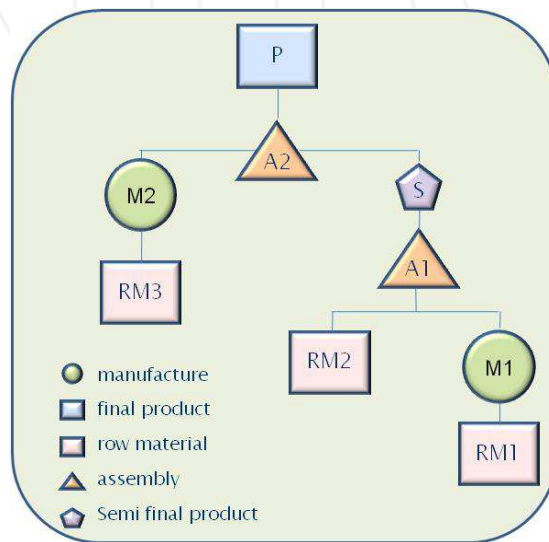 P
A2
M2
S
A1
RM3
RM2
M1
RM1
manufacture
final product
row material
assembly
Semi final product